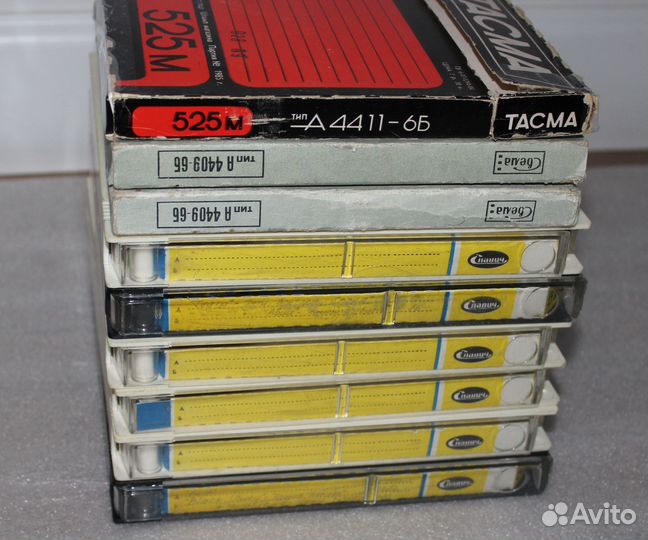 ТАСМА
525М
1985г.
525М
тип А4411-6Б
ТАСМА
тип А 4409-6Б
Свема
тип А 4409-6Б
Свема
А
Славич
А
Славич
А
Б
Славич
А
Б
Славич
А
Б
Славич
А
Славич
Avito